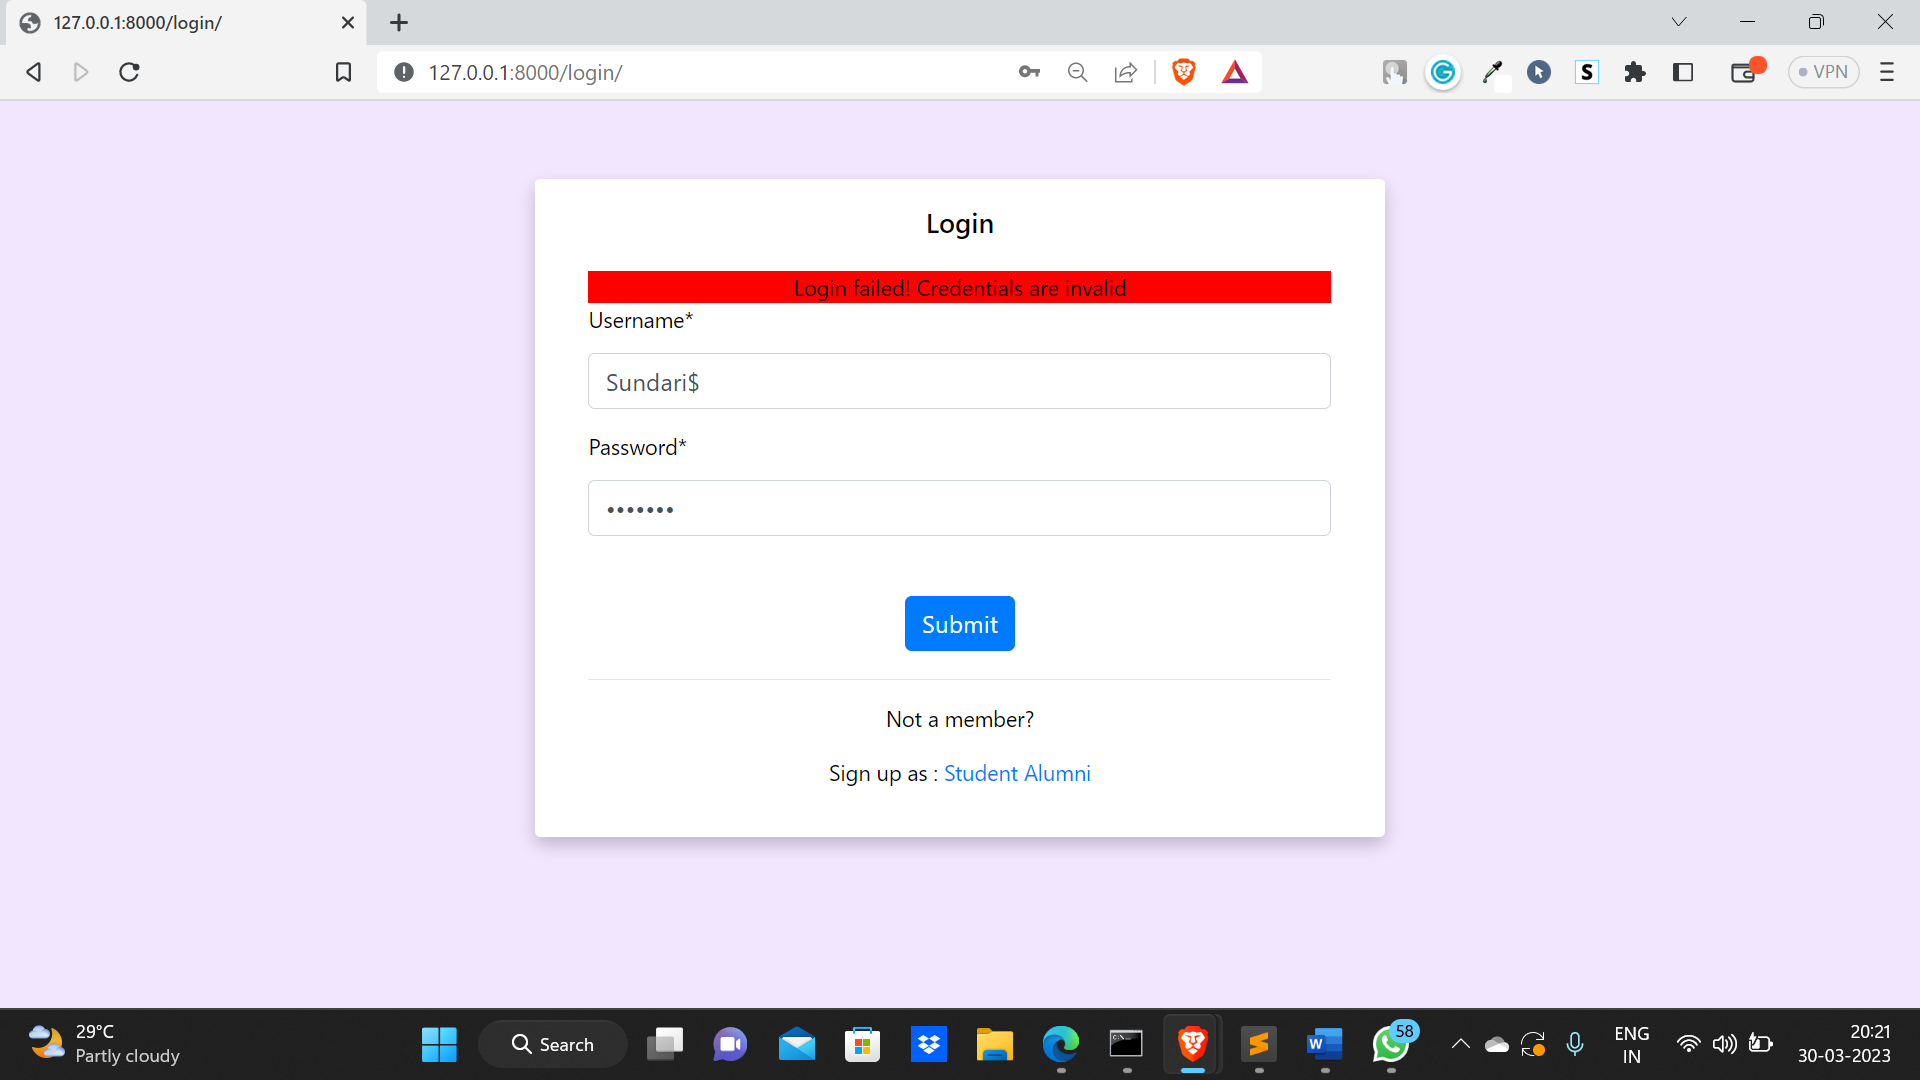 127.0.0.1:8000/login/
127.0.0.1:8000/login/
S
VPN
Login
Login failed! Credentials are invalid
Username*
Sundari$
Password*
•••••••
Submit
Not a member?
Sign up as : Student Alumni
29°C
Partly cloudy
Search
58
ENG
IN
20:21
30-03-2023